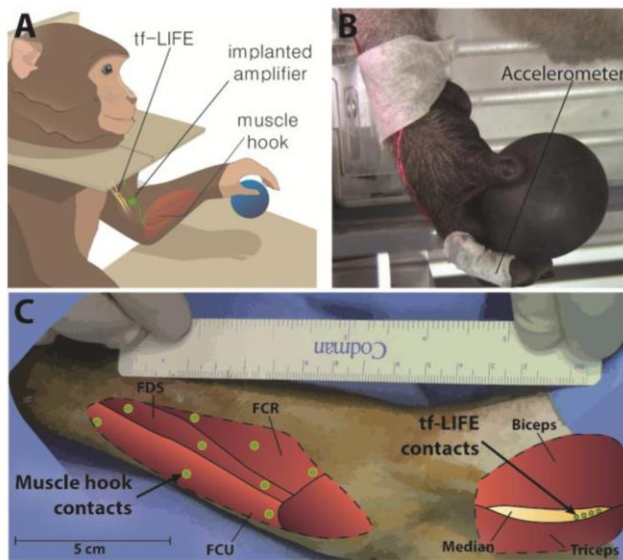 A
tf-LIFE
implanted
amplifier
muscle
hook
B
Accelerometer
C
Codman
FDS
FCR
tf-LIFE
contacts
Biceps
Muscle hook
contacts
FCU
Median
Triceps
5 cm